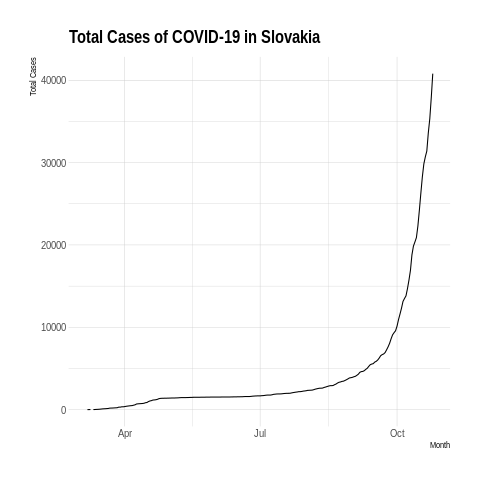 Total Cases of COVID-19 in Slovakia
Total Cases
40000
30000
20000
10000
0
Apr
Jul
Oct
Month